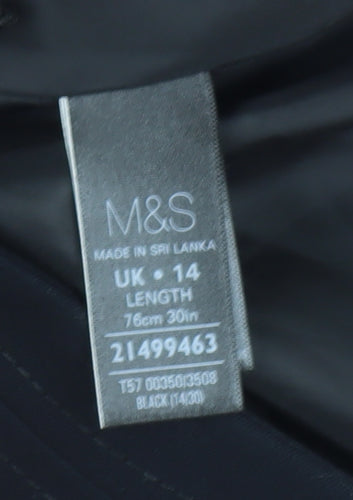 M&S
MADE IN SRI LANKA
UK • 14
LENGTH
76cm 30in
21499463
T57 00350/3508
BLACK (14|30)